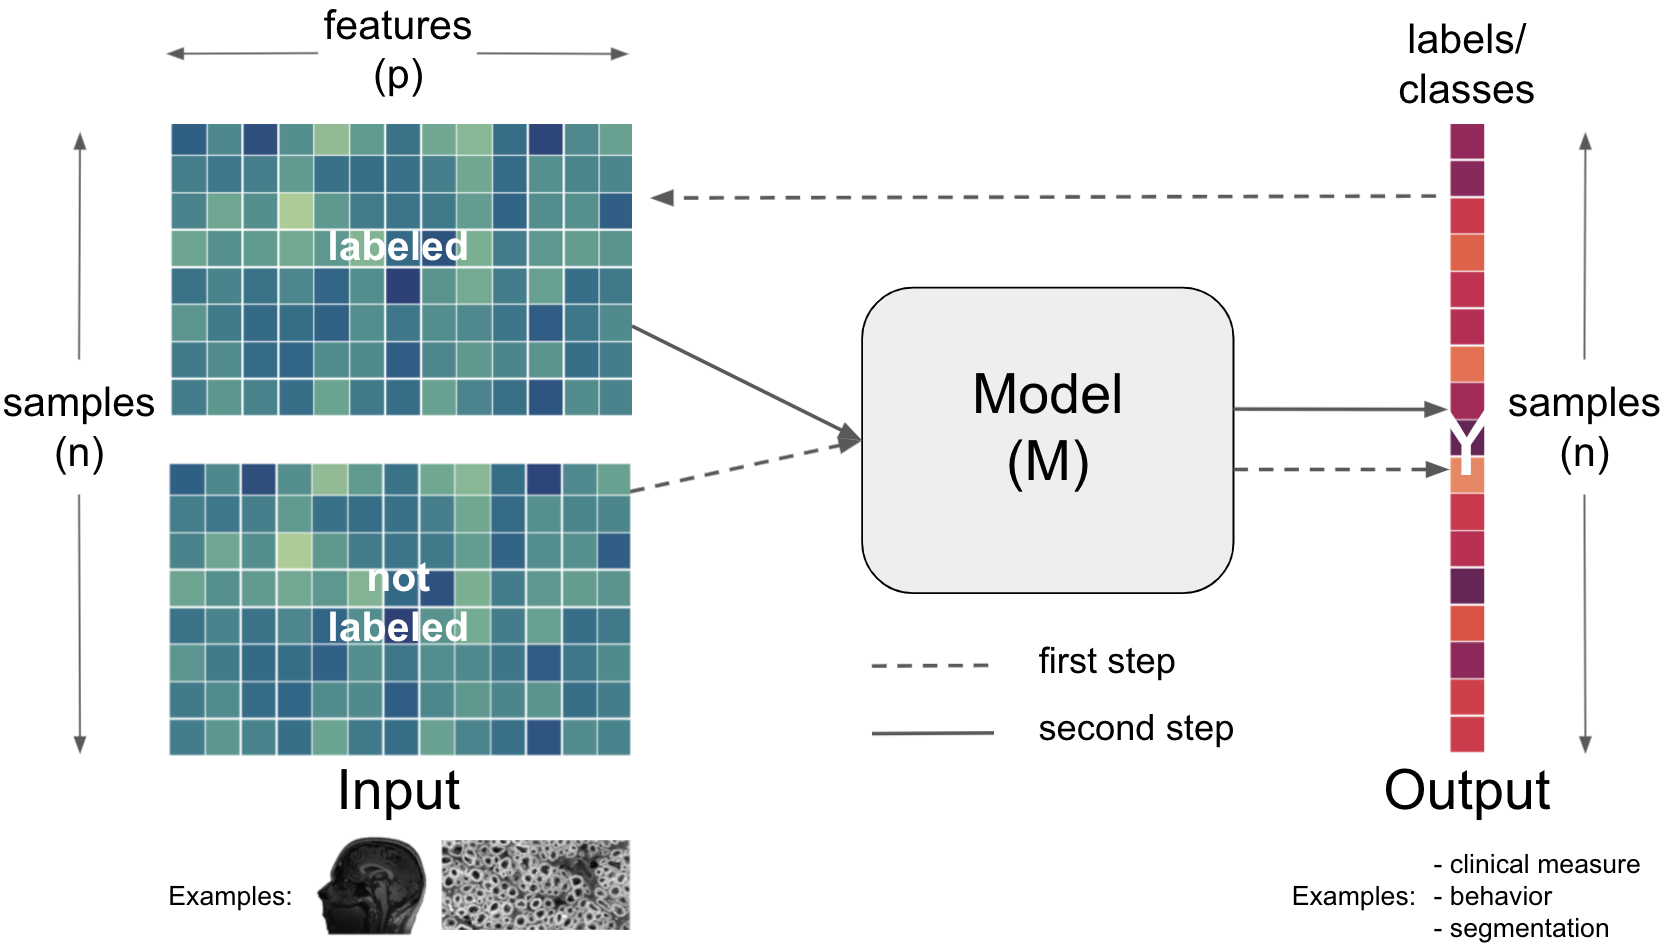 features
(p)
labels/
classes
labeled
samples
(n)
Model
(M)
Y
samples
(n)
not
labeled
first step
second step
Input
Output
Examples:
Examples:
- clinical measure
- behavior
- segmentation